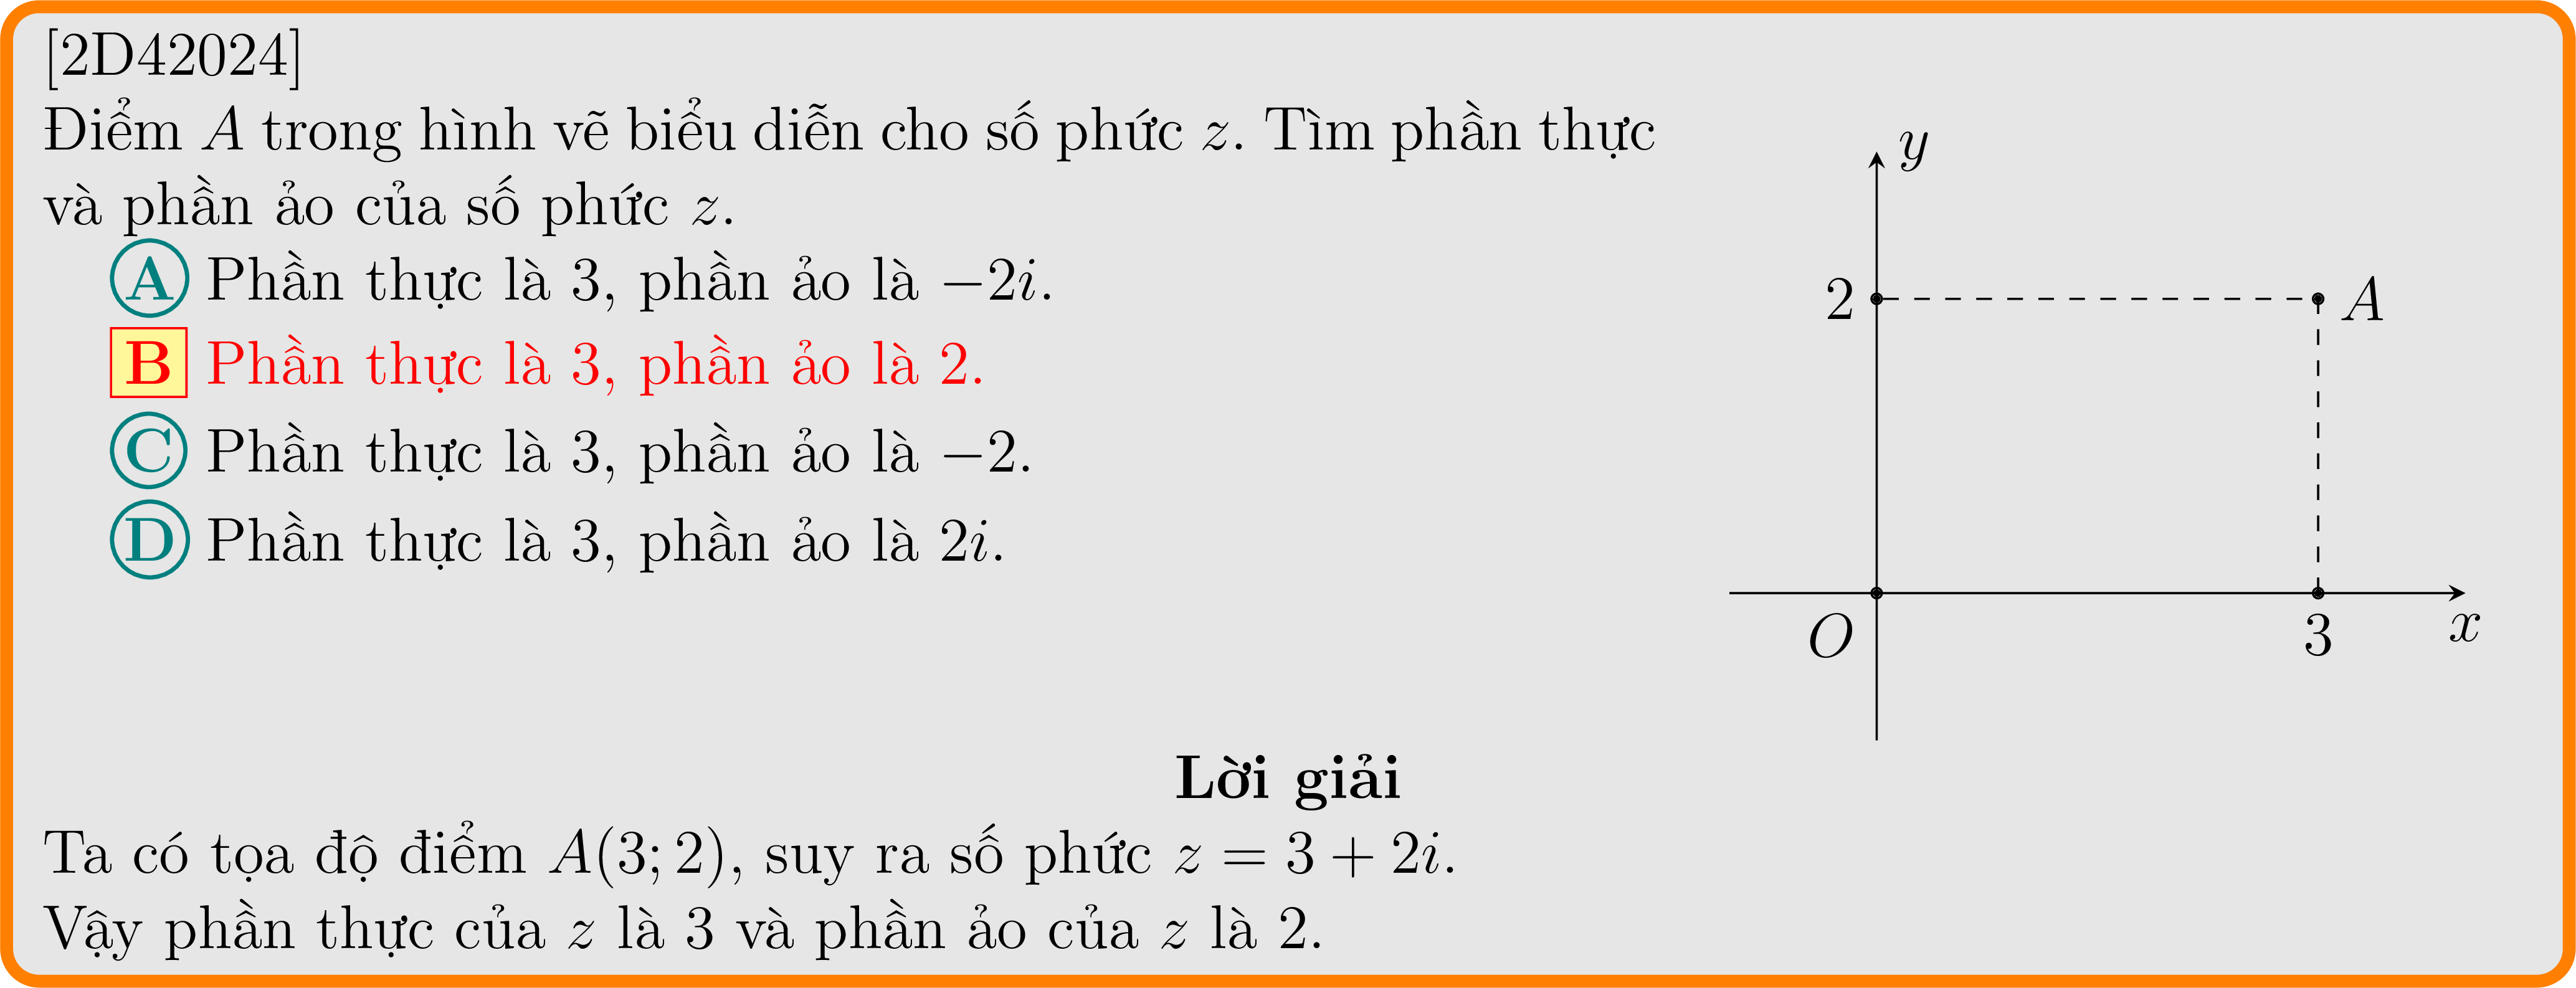 [2D42024]
Điểm A trong hình vẽ biểu diễn cho số phức z. Tìm phần thực
và phần ảo của số phức z.
A Phần thực là 3, phần ảo là −2i.
B Phần thực là 3, phần ảo là 2.
C Phần thực là 3, phần ảo là −2.
D Phần thực là 3, phần ảo là 2i.
y
2
A
O
3
x
Lời giải
Ta có tọa độ điểm A(3; 2), suy ra số phức z = 3 + 2i.
Vậy phần thực của z là 3 và phần ảo của z là 2.